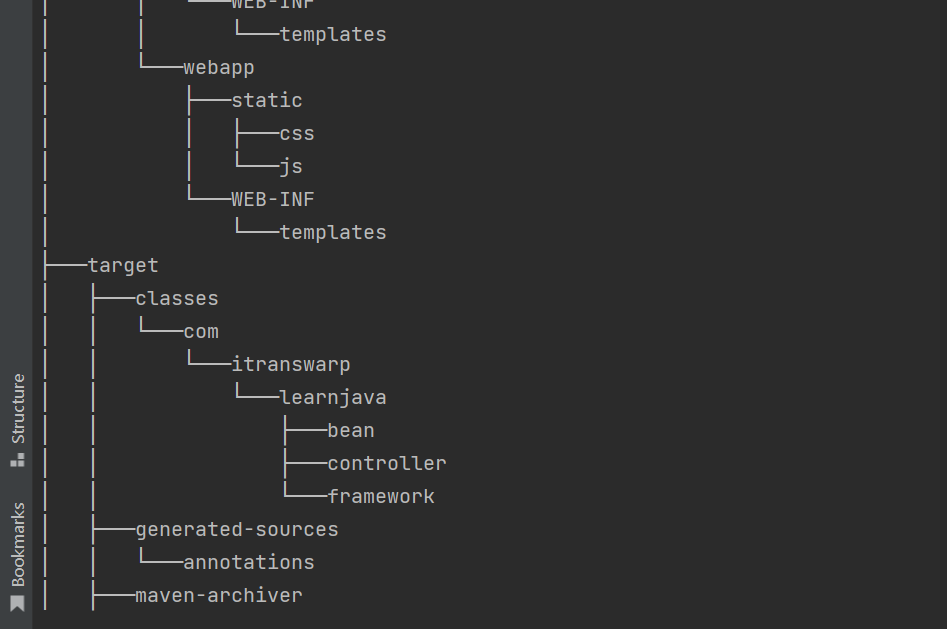 WEB-INF
templates
webapp
static
css
js
WEB-INF
templates
target
classes
com
itranswarp
learnjava
bean
controller
framework
generated-sources
annotations
maven-archiver
Structure
Bookmarks